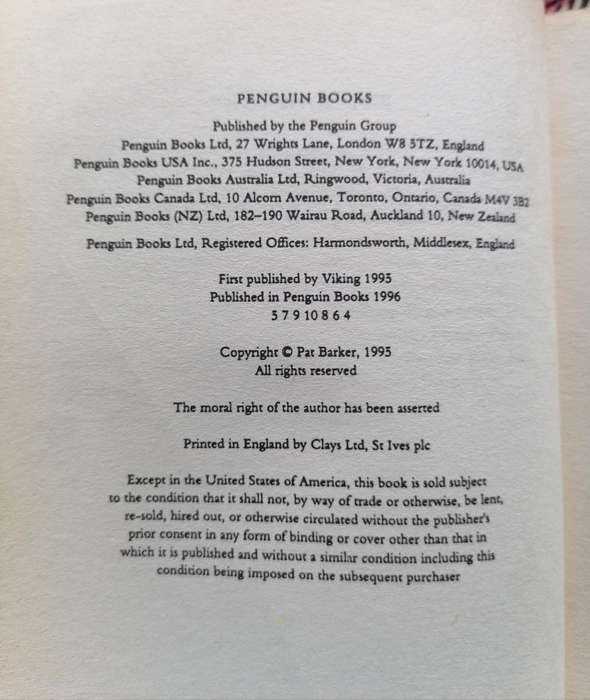 PENGUIN BOOKS
Published by the Penguin Group
Penguin Books Ltd, 27 Wrights Lane, London W8 5TZ, England
Penguin Books USA Inc., 375 Hudson Street, New York, New York 10014, USA
Penguin Books Australia Ltd, Ringwood, Victoria, Australia
Penguin Books Canada Ltd, 10 Alcorn Avenue, Toronto, Ontario, Canada M4V 3B2
Penguin Books (NZ) Ltd, 182–190 Wairau Road, Auckland 10, New Zealand
Penguin Books Ltd, Registered Offices: Harmondsworth, Middlesex, England
First published by Viking 1995
Published in Penguin Books 1996
5 7 9 10 8 6 4
Copyright © Pat Barker, 1995
All rights reserved
The moral right of the author has been asserted
Printed in England by Clays Ltd, St Ives plc
Except in the United States of America, this book is sold subject
to the condition that it shall not, by way of trade or otherwise, be lent,
re-sold, hired out, or otherwise circulated without the publisher's
prior consent in any form of binding or cover other than that in
which it is published and without a similar condition including this
condition being imposed on the subsequent purchaser